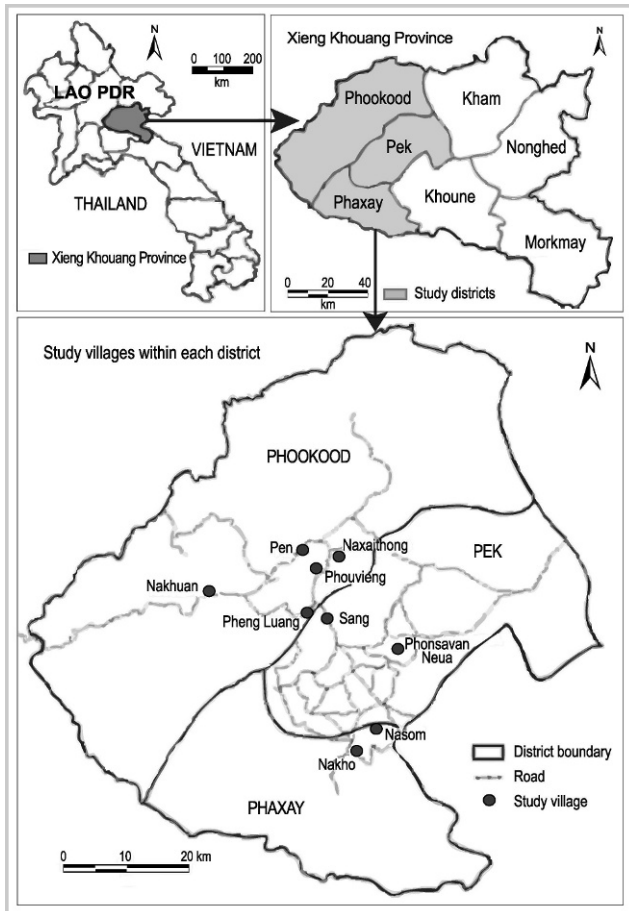 N
0 100 200
km
LAO PDR
VIETNAM
THAILAND
Xieng Khouang Province
Xieng Khouang Province
N
Phookood
Kham
Pek
Nonghed
Phaxay
Khoune
Morkmay
0 20 40
km
Study districts
Study villages within each district
N
PHOOKOOD
Pen
Naxaithong
PEK
Phouvieng
Nakhuan
Pheng Luang
Sang
Phonsavan
Neua
Nasom
Nakho
District boundary
Road
Study village
PHAXAY
0 10 20 km